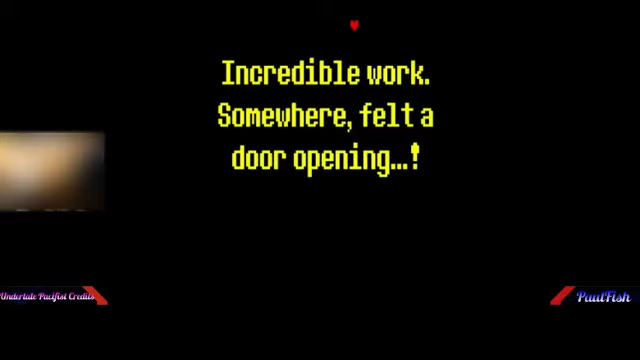 Incredible work.
Somewhere, felt a
door opening...!
Undertale Pacifist Credits
PaulFish